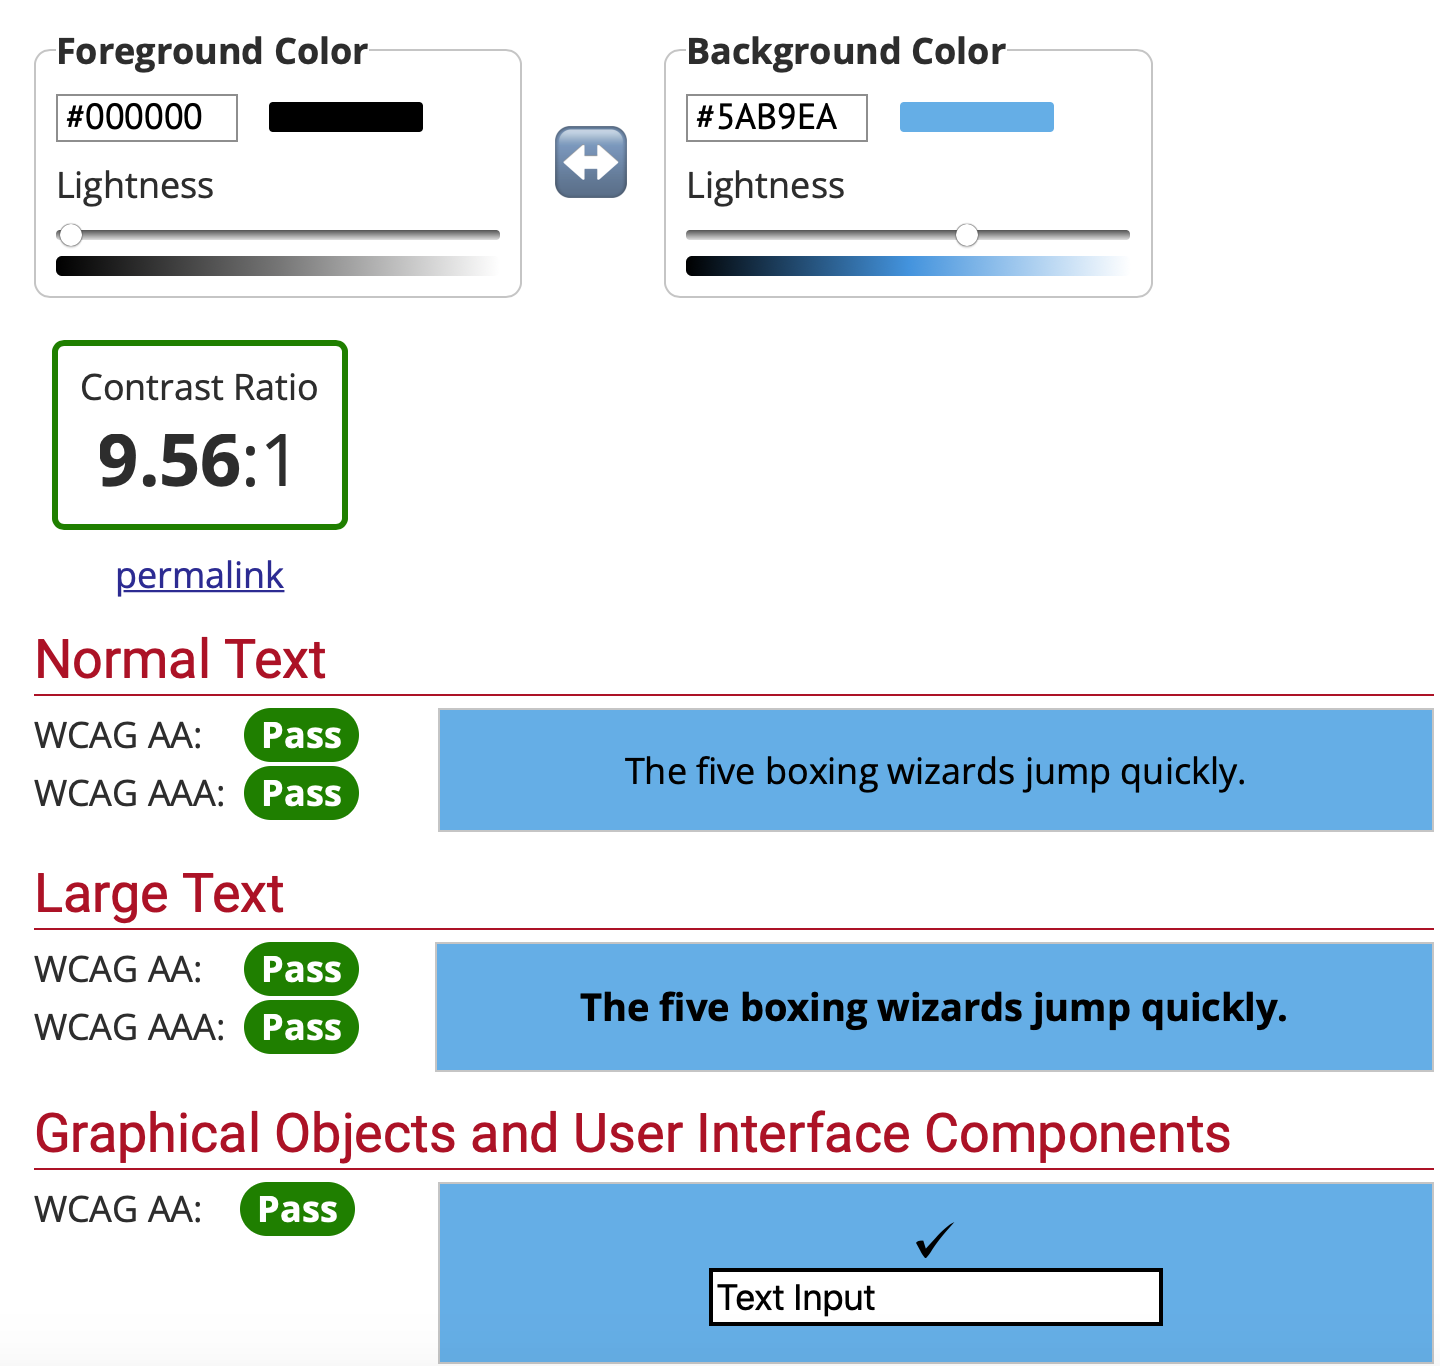 Foreground Color
#000000
Lightness
Background Color
#5AB9EA
Lightness
Contrast Ratio
9.56:1
permalink
Normal Text
WCAG AA: Pass
WCAG AAA: Pass
The five boxing wizards jump quickly.
Large Text
WCAG AA: Pass
WCAG AAA: Pass
The five boxing wizards jump quickly.
Graphical Objects and User Interface Components
WCAG AA: Pass
✓
Text Input